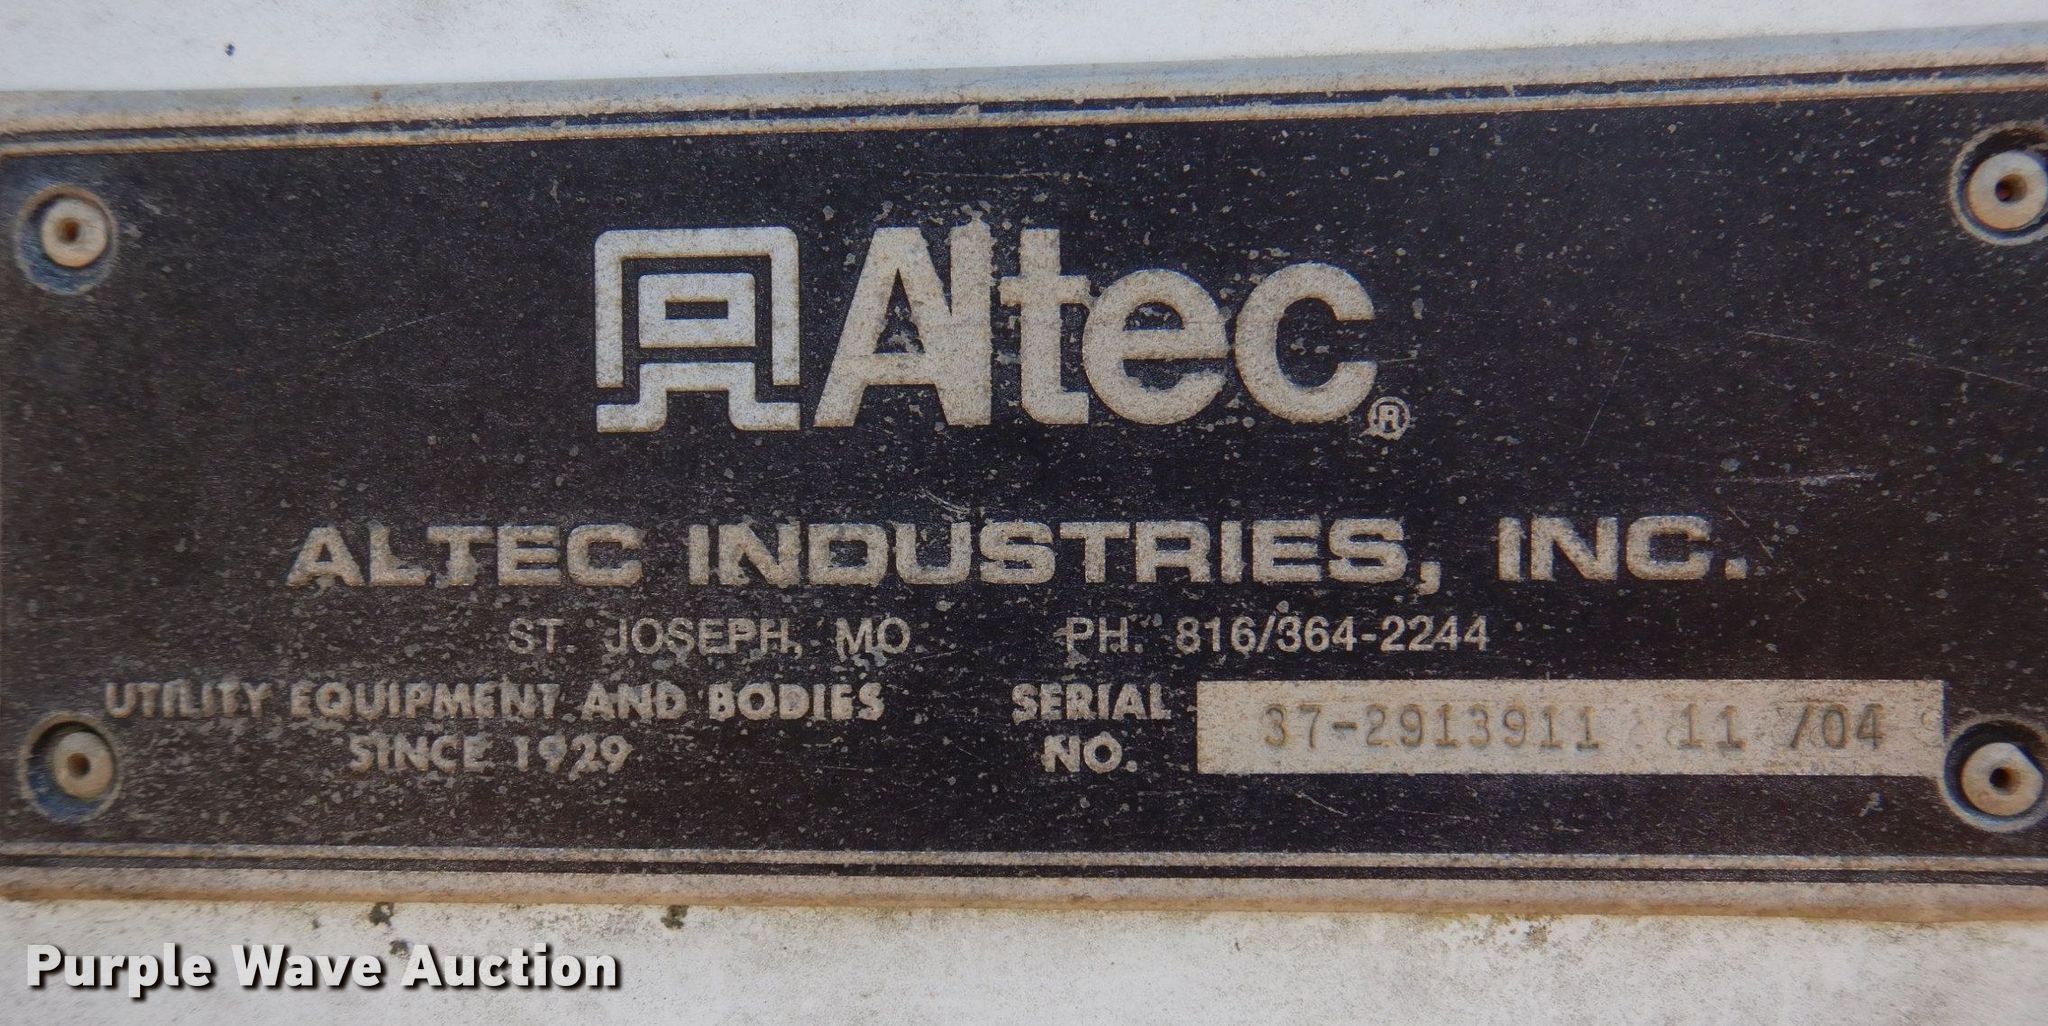 Altec®
ALTEC INDUSTRIES, INC.
ST. JOSEPH, MO. PH. 816/364-2244
UTILITY EQUIPMENT AND BODIES
SINCE 1929
SERIAL NO. 37-2913911 11 /04
Purple Wave Auction